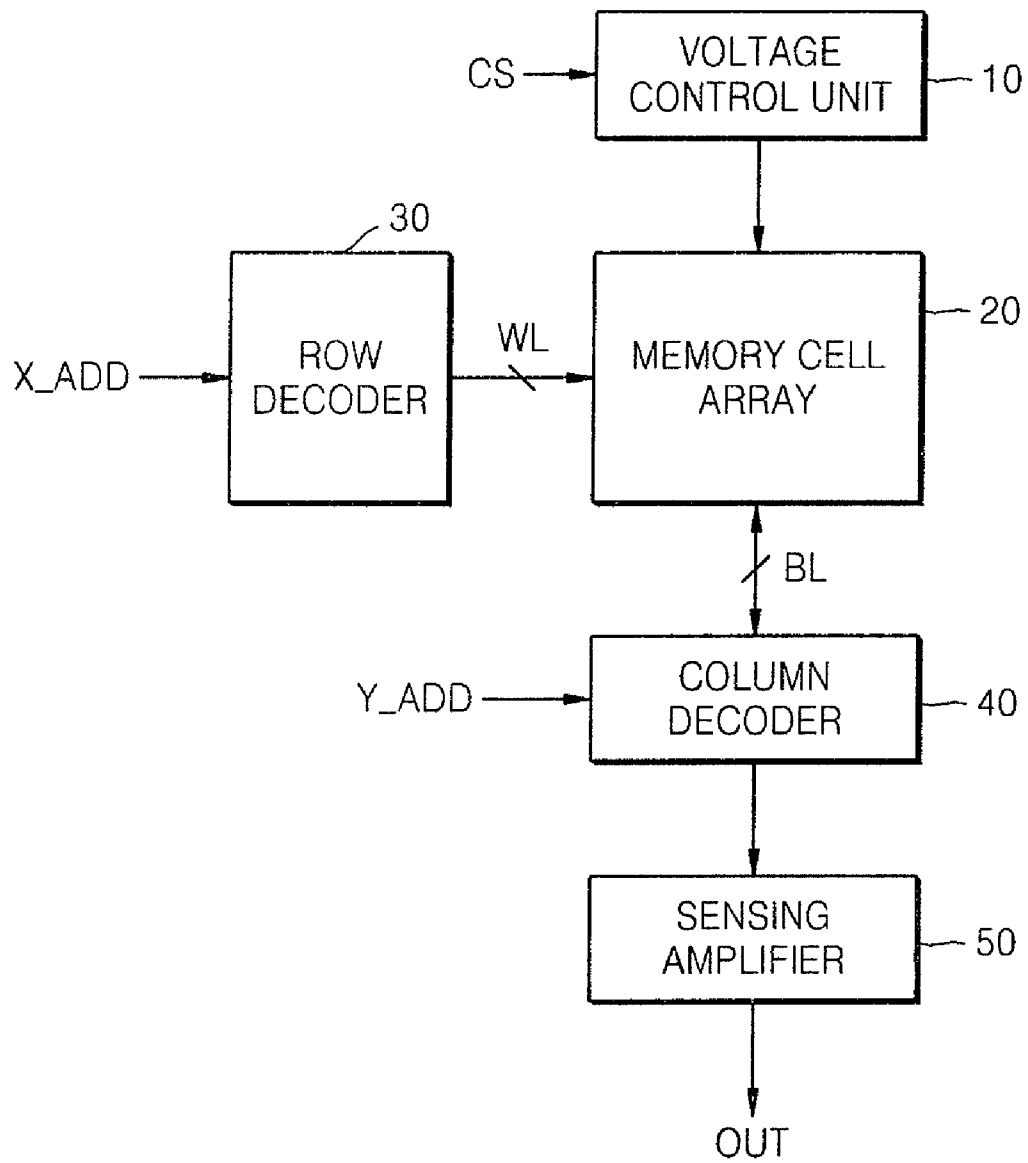 VOLTAGE
CONTROL UNIT
CS
10
30
20
ROW
DECODER
X_ADD
WL
MEMORY CELL
ARRAY
BL
COLUMN
DECODER
Y_ADD
40
SENSING
AMPLIFIER
50
OUT